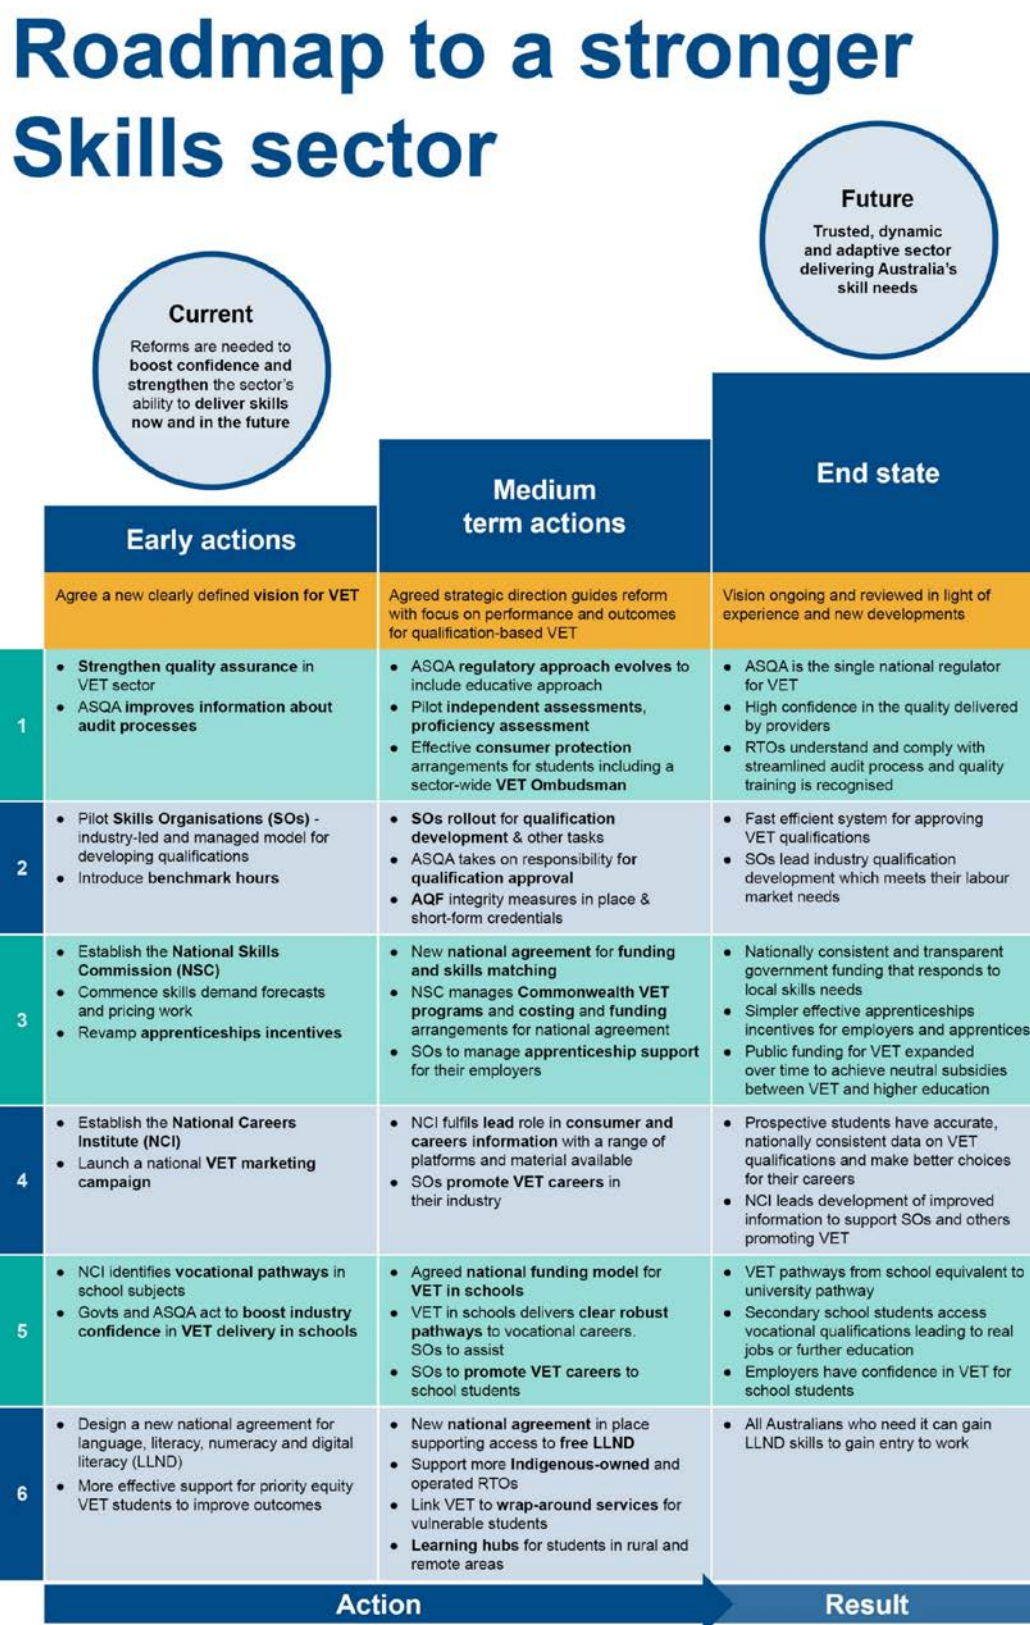 Roadmap to a stronger
Skills sector
Future
Trusted, dynamic
and adaptive sector
delivering Australia's
skill needs
Current
Reforms are needed to
boost confidence and
strengthen the sector's
ability to deliver skills
now and in the future
Early actions
Medium
term actions
End state
Agree a new clearly defined vision for VET
Agreed strategic direction guides reform
with focus on performance and outcomes
for qualification-based VET
Vision ongoing and reviewed in light of
experience and new developments
1
• Strengthen quality assurance in
VET sector
• ASQA improves information about
audit processes
• ASQA regulatory approach evolves to
include educative approach
• Pilot independent assessments,
proficiency assessment
• Effective consumer protection
arrangements for students including a
sector-wide VET Ombudsman
• ASQA is the single national regulator
for VET
• High confidence in the quality delivered
by providers
• RTOs understand and comply with
streamlined audit process and quality
training is recognised
2
• Pilot Skills Organisations (SOs) -
industry-led and managed model for
developing qualifications
• Introduce benchmark hours
• SOs rollout for qualification
development & other tasks
• ASQA takes on responsibility for
qualification approval
• AQF integrity measures in place &
short-form credentials
• Fast efficient system for approving
VET qualifications
• SOs lead industry qualification
development which meets their labour
market needs
3
• Establish the National Skills
Commission (NSC)
• Commence skills demand forecasts
and pricing work
• Revamp apprenticeships incentives
• New national agreement for funding
and skills matching
• NSC manages Commonwealth VET
programs and costing and funding
arrangements for national agreement
• SOs to manage apprenticeship support
for their employers
• Nationally consistent and transparent
government funding that responds to
local skills needs
• Simpler effective apprenticeships
incentives for employers and apprentices
• Public funding for VET expanded
over time to achieve neutral subsidies
between VET and higher education
4
• Establish the National Careers
Institute (NCI)
• Launch a national VET marketing
campaign
• NCI fulfils lead role in consumer and
careers information with a range of
platforms and material available
• SOs promote VET careers in
their industry
• Prospective students have accurate,
nationally consistent data on VET
qualifications and make better choices
for their careers
• NCI leads development of improved
information to support SOs and others
promoting VET
5
• NCI identifies vocational pathways in
school subjects
• Govts and ASQA act to boost industry
confidence in VET delivery in schools
• Agreed national funding model for
VET in schools
• VET in schools delivers clear robust
pathways to vocational careers.
SOs to assist
• SOs to promote VET careers to
school students
• VET pathways from school equivalent to
university pathway
• Secondary school students access
vocational qualifications leading to real
jobs or further education
• Employers have confidence in VET for
school students
6
• Design a new national agreement for
language, literacy, numeracy and digital
literacy (LLND)
• More effective support for priority equity
VET students to improve outcomes
• New national agreement in place
supporting access to free LLND
• Support more Indigenous-owned and
operated RTOs
• Link VET to wrap-around services for
vulnerable students
• Learning hubs for students in rural and
remote areas
• All Australians who need it can gain
LLND skills to gain entry to work
Action
Result